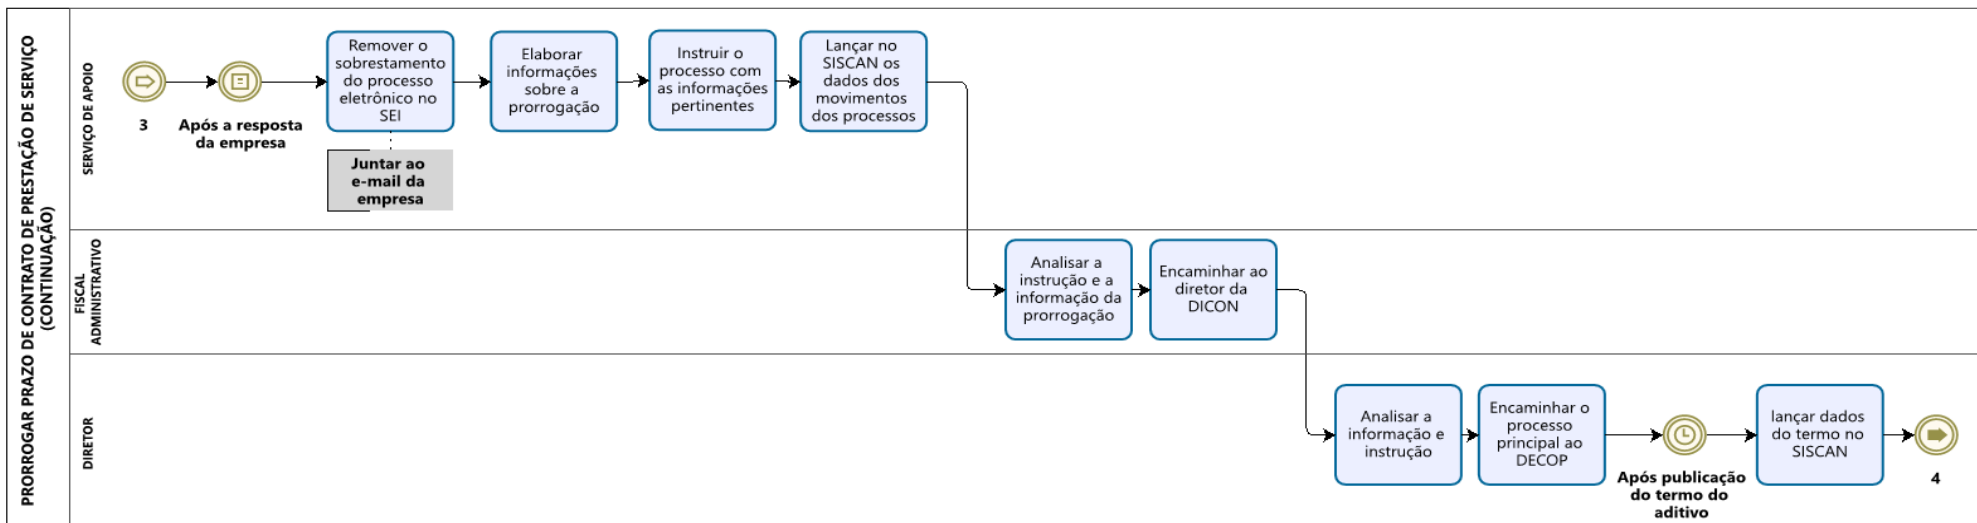 PRORROGAR PRAZO DE CONTRATO DE PRESTAÇÃO DE SERVIÇO
(CONTINUAÇÃO)
SERVIÇO DE APOIO
3
Após a resposta
da empresa
Remover o
sobrestamento
do processo
eletrônico no
SEI
Juntar ao
e-mail da
empresa
Elaborar
informações
sobre a
prorrogação
Instruir o
processo com
as informações
pertinentes
Lançar no
SISCAN os
dados dos
movimentos
dos processos
FISCAL
ADMINISTRATIVO
Analisar a
instrução e a
informação da
prorrogação
Encaminhar ao
diretor da
DICON
DIRETOR
Analisar a
informação e
instrução
Encaminhar o
processo
principal ao
DECOP
Após publicação
do termo do
aditivo
lançar dados
do termo no
SISCAN
4